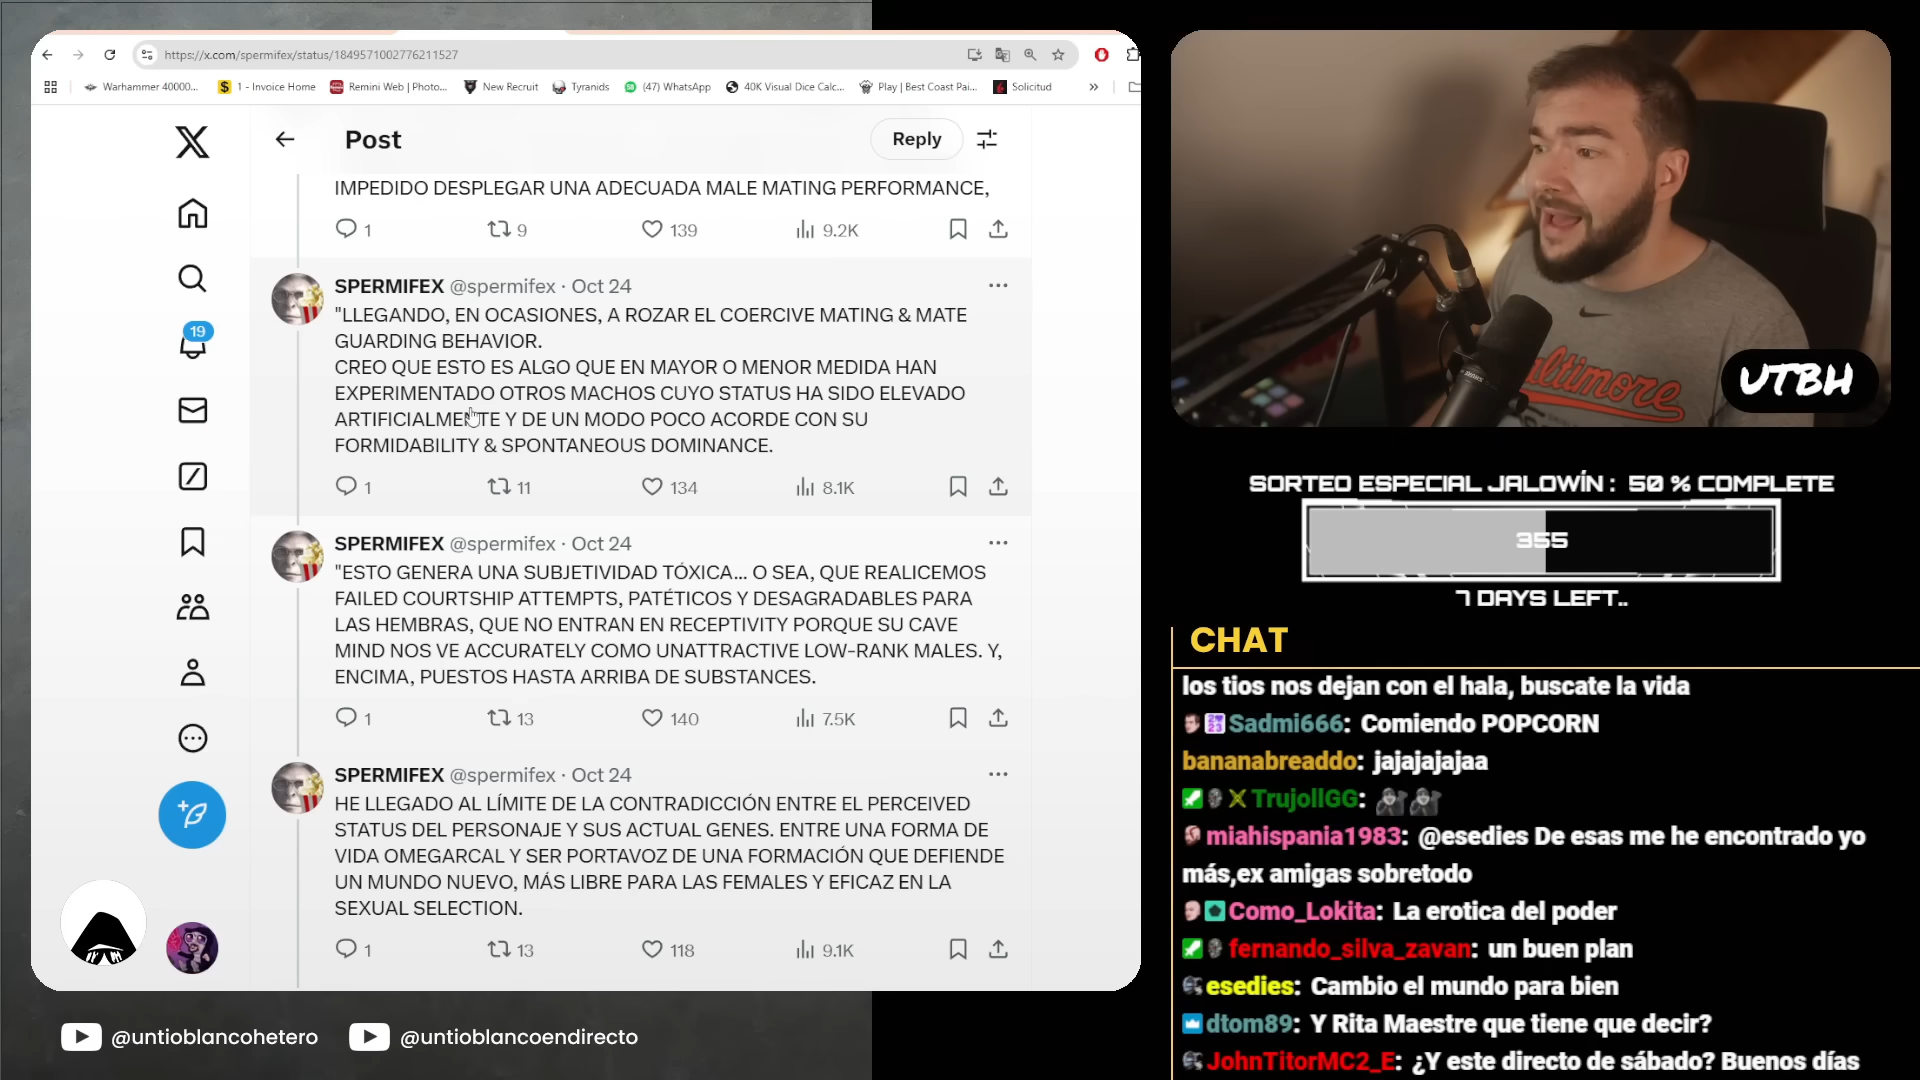 https://x.com/spermifex/status/1849571002776211527
Warhammer 40000...
1 - Invoice Home
Remini Web | Photo...
New Recruit
Tyranids
(47) WhatsApp
40K Visual Dice Calc...
Play | Best Coast Pai...
Solicitud
Post
Reply
IMPEDIDO DESPLEGAR UNA ADECUADA MALE MATING PERFORMANCE,
1
9
139
9.2K
19
SPERMIFEX @spermifex · Oct 24
"LLEGANDO, EN OCASIONES, A ROZAR EL COERCIVE MATING & MATE
GUARDING BEHAVIOR.
CREO QUE ESTO ES ALGO QUE EN MAYOR O MENOR MEDIDA HAN
EXPERIMENTADO OTROS MACHOS CUYO STATUS HA SIDO ELEVADO
ARTIFICIALMENTE Y DE UN MODO POCO ACORDE CON SU
FORMIDABILITY & SPONTANEOUS DOMINANCE.
1
11
134
8.1K
SPERMIFEX @spermifex · Oct 24
"ESTO GENERA UNA SUBJETIVIDAD TÓXICA... O SEA, QUE REALICEMOS
FAILED COURTSHIP ATTEMPTS, PATÉTICOS Y DESAGRADABLES PARA
LAS HEMBRAS, QUE NO ENTRAN EN RECEPTIVITY PORQUE SU CAVE
MIND NOS VE ACCURATELY COMO UNATTRACTIVE LOW-RANK MALES. Y,
ENCIMA, PUESTOS HASTA ARRIBA DE SUBSTANCES.
1
13
140
7.5K
SPERMIFEX @spermifex · Oct 24
HE LLEGADO AL LÍMITE DE LA CONTRADICCIÓN ENTRE EL PERCEIVED
STATUS DEL PERSONAJE Y SUS ACTUAL GENES. ENTRE UNA FORMA DE
VIDA OMEGARCAL Y SER PORTAVOZ DE UNA FORMACIÓN QUE DEFIENDE
UN MUNDO NUEVO, MÁS LIBRE PARA LAS FEMALES Y EFICAZ EN LA
SEXUAL SELECTION.
1
13
118
9.1K
@untioblancohetero
@untioblancoendirecto
SHURE
altimore
UTBH
SORTEO ESPECIAL JALOWÍN : 50 % COMPLETE
355
7 DAYS LEFT..
CHAT
los tios nos dejan con el hala, buscate la vida
Sadmi666: Comiendo POPCORN
bananabreaddo: jajajajajaa
TrujollGG:
miahispania1983: @esedies De esas me he encontrado yo
más,ex amigas sobretodo
Como_Lokita: La erotica del poder
fernando_silva_zavan: un buen plan
esedies: Cambio el mundo para bien
dtom89: Y Rita Maestre que tiene que decir?
JohnTitorMC2_E: ¿Y este directo de sábado? Buenos días